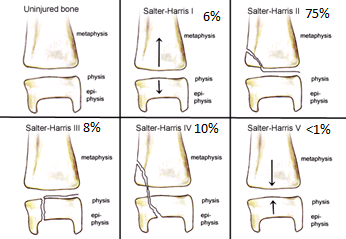 Uninjured bone
metaphysis
physis
epi-
physis
Salter-Harris I 6%
metaphysis
physis
epi-
physis
Salter-Harris II 75%
metaphysis
physis
epi-
physis
Salter-Harris III 8%
metaphysis
physis
epi-
physis
Salter-Harris IV 10%
metaphysis
physis
epi-
physis
Salter-Harris V <1%
metaphysis
physis
epi-
physis